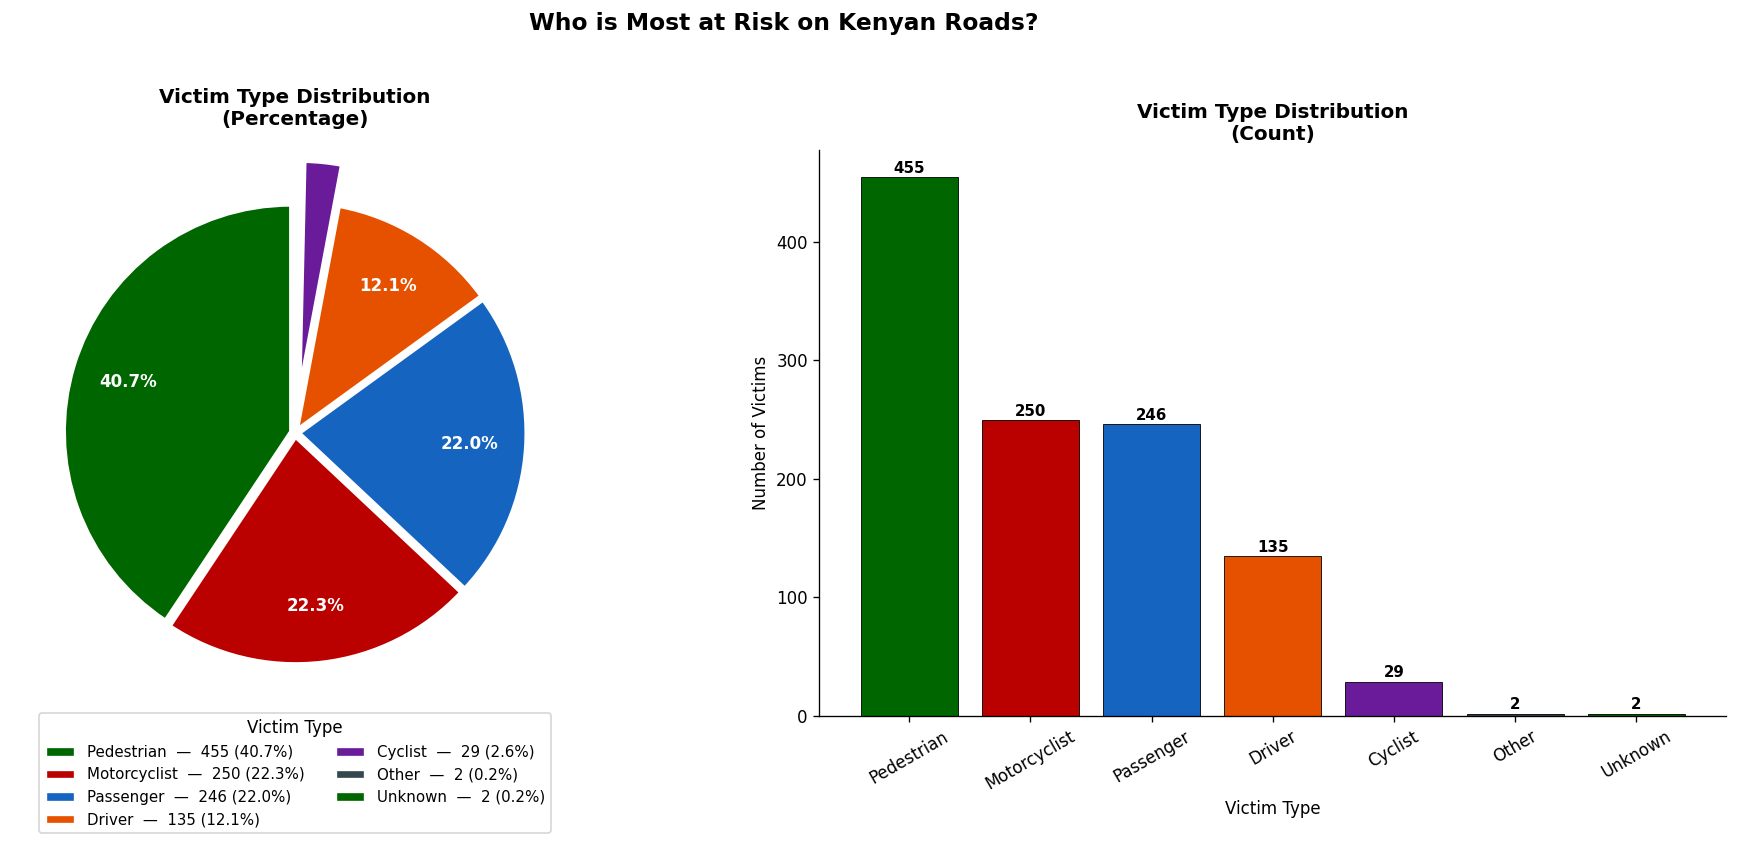 Who is Most at Risk on Kenyan Roads?
Victim Type Distribution
(Percentage)
40.7%
22.3%
22.0%
12.1%
Victim Type
Pedestrian — 455 (40.7%)
Motorcyclist — 250 (22.3%)
Passenger — 246 (22.0%)
Driver — 135 (12.1%)
Cyclist — 29 (2.6%)
Other — 2 (0.2%)
Unknown — 2 (0.2%)
Victim Type Distribution
(Count)
Number of Victims
400
300
200
100
0
455
250
246
135
29
2
2
Pedestrian
Motorcyclist
Passenger
Driver
Cyclist
Other
Unknown
Victim Type